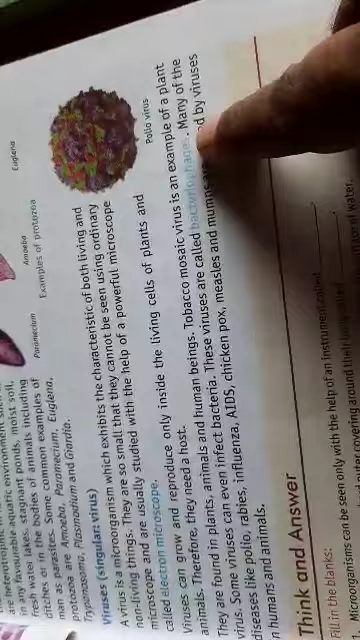 Euglena
Amoeba
Paramecium
Examples of protozoa
are heterotrophic
in any favourable aquatic environment such as
fresh water lakes, stagnant ponds, moist soil,
ditches or in the bodies of animals including
man as parasites. Some common examples of
protozoa are Amoeba, Paramecium, Euglena,
Trypanosoma, Plasmodium and Giardia.
Viruses (singular: virus)
A virus is a microorganism which exhibits the characteristic of both living and
non-living things. They are so small that they cannot be seen using ordinary
microscope and are usually studied with the help of a powerful microscope
called electron microscope.
Polio virus
Viruses can grow and reproduce only inside the living cells of plants and
animals. Therefore, they need a host.
They are found in plants, animals and human beings. Tobacco mosaic virus is an example of a plant
virus. Some viruses can even infect bacteria. These viruses are called bacteriophages. Many of the
diseases like polio, rabies, influenza, AIDS, chicken pox, measles and mumps are by viruses
n humans and animals.
Think and Answer
Fill in the blanks:
microorganisms can be seen only with the help of an instrument called